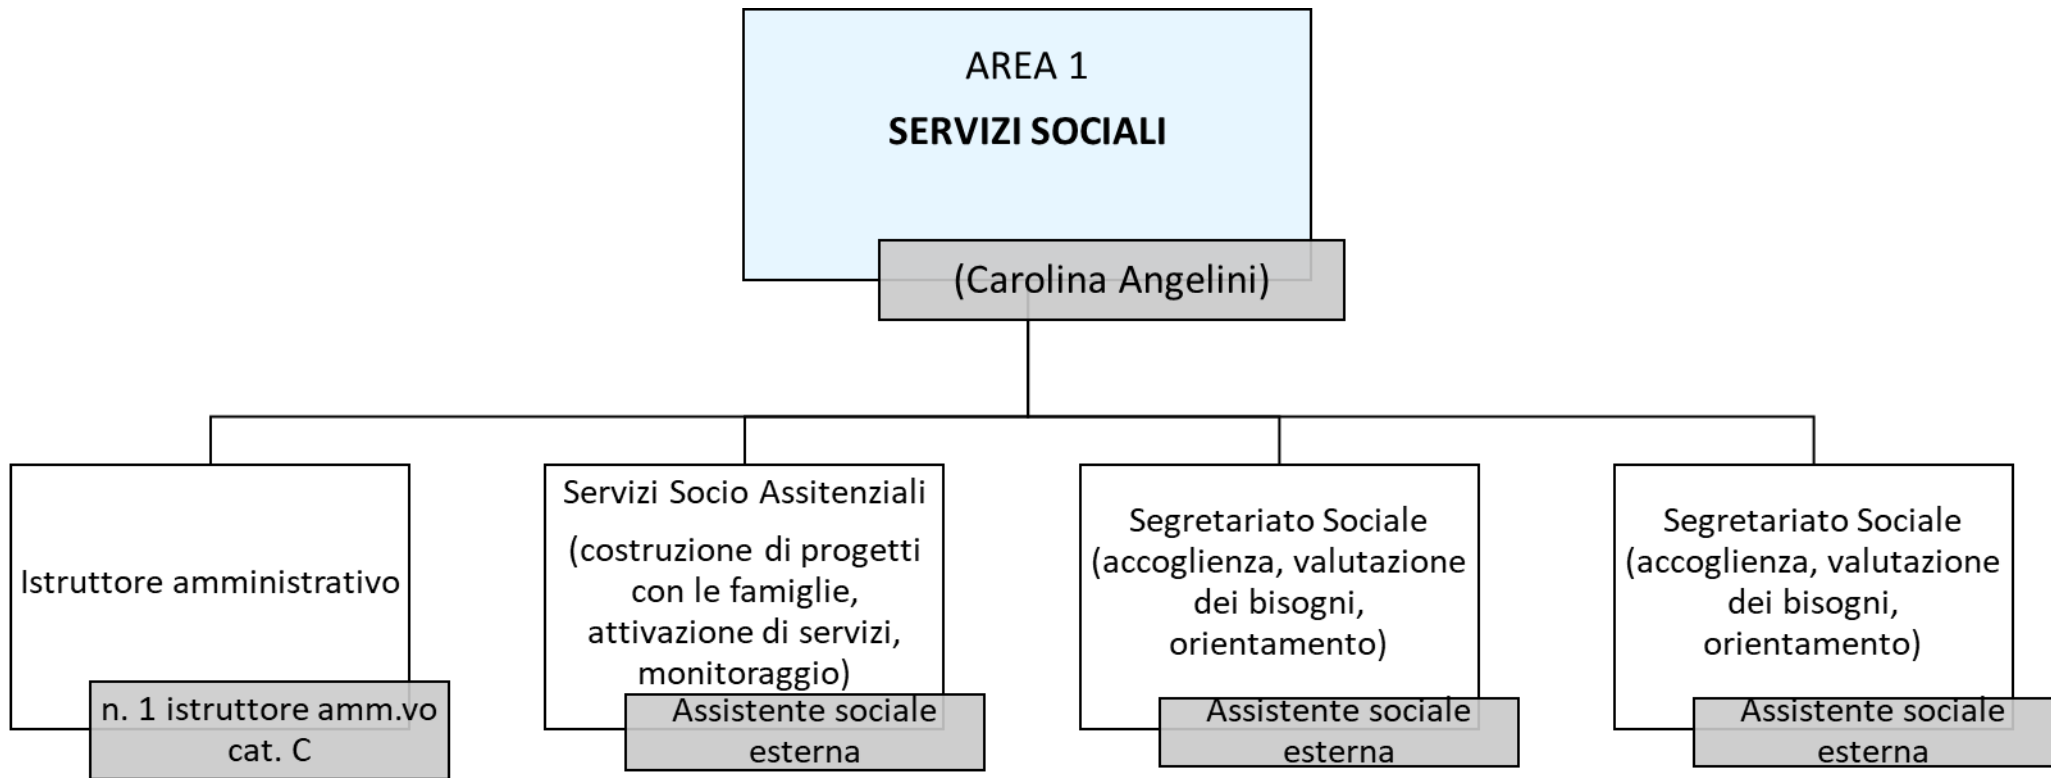 AREA 1
SERVIZI SOCIALI
(Carolina Angelini)
Istruttore amministrativo
n. 1 istruttore amm.vo
cat. C
Servizi Socio Assitenziali
(costruzione di progetti
con le famiglie,
attivazione di servizi,
monitoraggio)
Assistente sociale
esterna
Segretariato Sociale
(accoglienza, valutazione
dei bisogni,
orientamento)
Assistente sociale
esterna
Segretariato Sociale
(accoglienza, valutazione
dei bisogni,
orientamento)
Assistente sociale
esterna